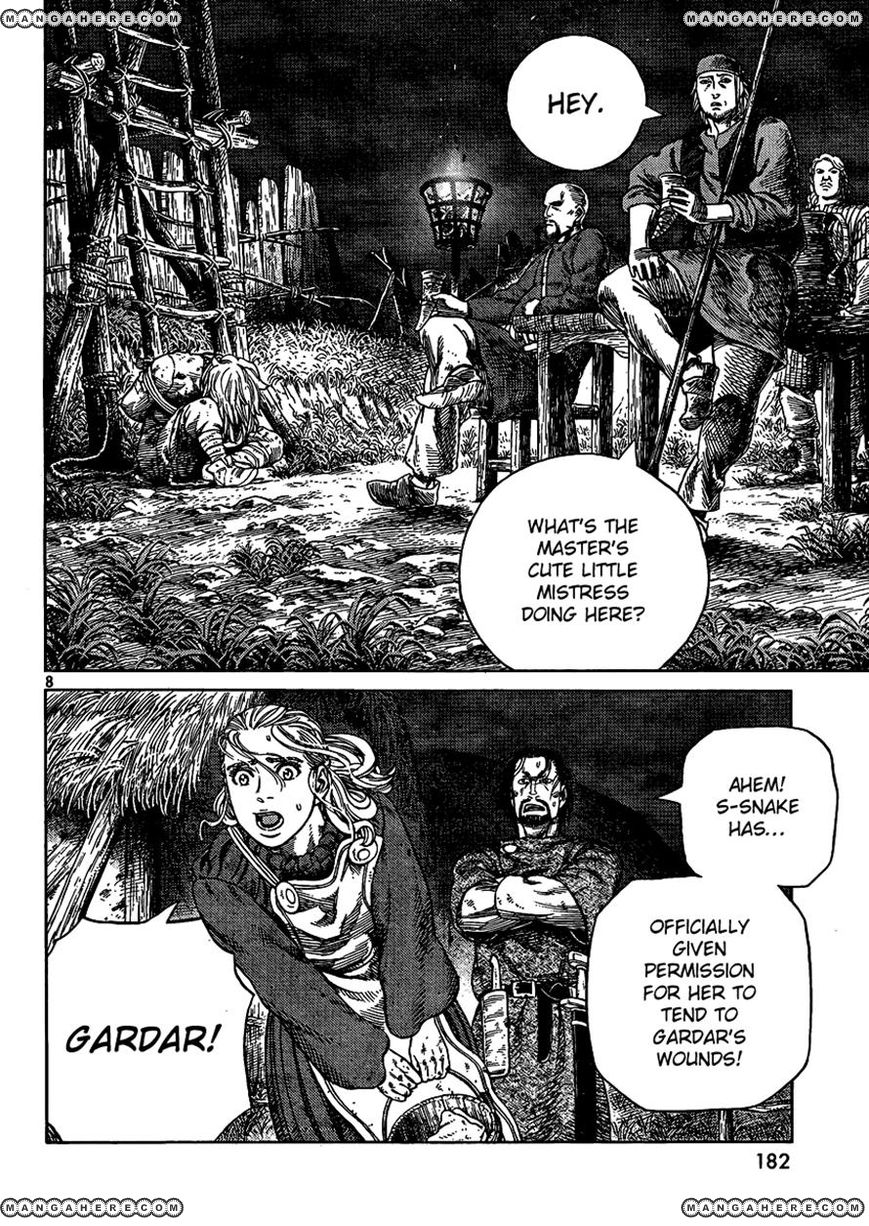 MANGAHERE.COM
MANGAHERE.COM
HEY.
WHAT'S THE
MASTER'S
CUTE LITTLE
MISTRESS
DOING HERE?
8
AHEM!
S-SNAKE
HAS...
OFFICIALLY
GIVEN
PERMISSION
FOR HER TO
TEND TO
GARDAR'S
WOUNDS!
GARDAR!
182
MANGAHERE.COM
MANGAHERE.COM